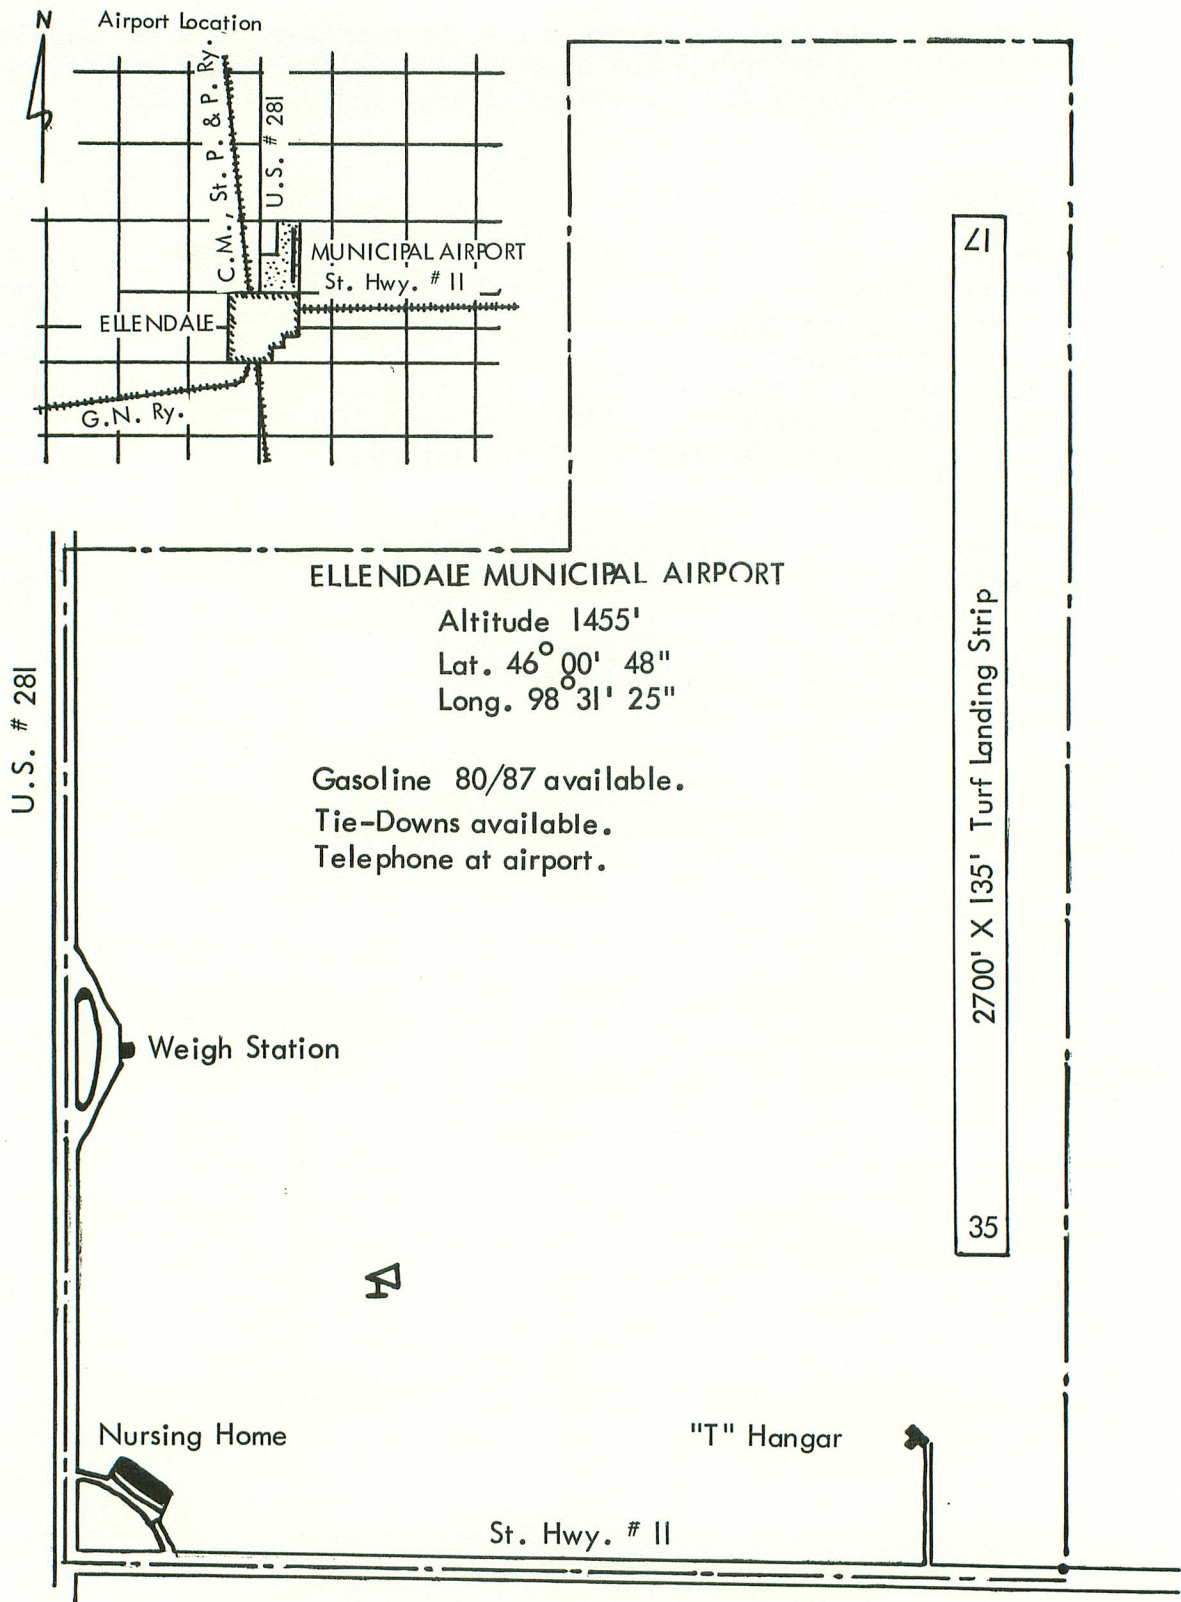 N
Airport Location
C.M., St. P. & P. Ry.
U.S. # 281
MUNICIPAL AIRPORT
St. Hwy. # 11
ELLENDALE
G.N. Ry.
17
ELLENDALE MUNICIPAL AIRPORT
Altitude 1455'
Lat. 46° 00' 48"
Long. 98° 31' 25"
U.S. # 281
Gasoline 80/87 available.
Tie-Downs available.
Telephone at airport.
2700' X 135' Turf Landing Strip
Weigh Station
35
Nursing Home
"T" Hangar
St. Hwy. # 11